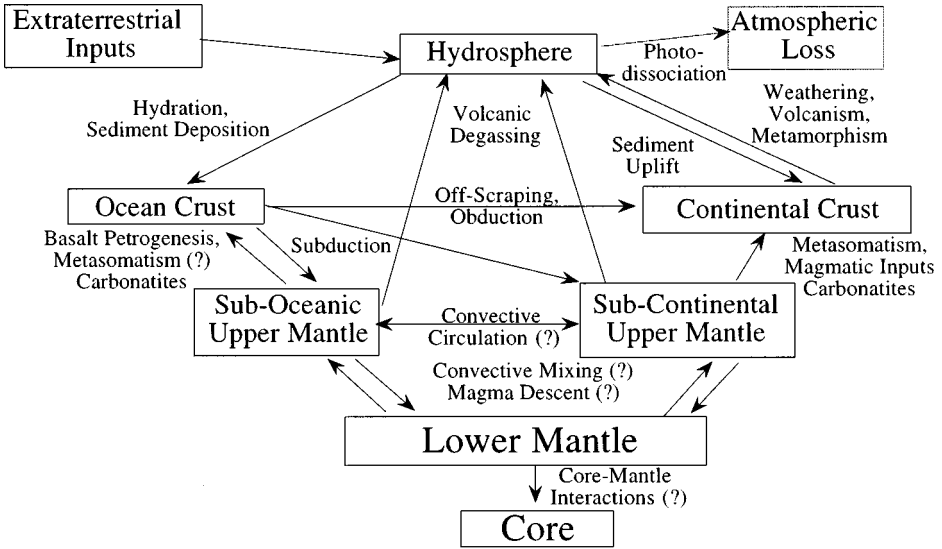 Extraterrestrial
Inputs
Hydrosphere
Atmospheric
Loss
Photo-
dissociation
Hydration,
Sediment Deposition
Volcanic
Degassing
Weathering,
Volcanism,
Metamorphism
Sediment
Uplift
Ocean Crust
Off-Scraping,
Obduction
Continental Crust
Basalt Petrogenesis,
Metasomatism (?)
Carbonatites
Subduction
Metasomatism,
Magmatic Inputs
Carbonatites
Sub-Oceanic
Upper Mantle
Convective
Circulation (?)
Sub-Continental
Upper Mantle
Convective Mixing (?)
Magma Descent (?)
Lower Mantle
Core-Mantle
Interactions (?)
Core